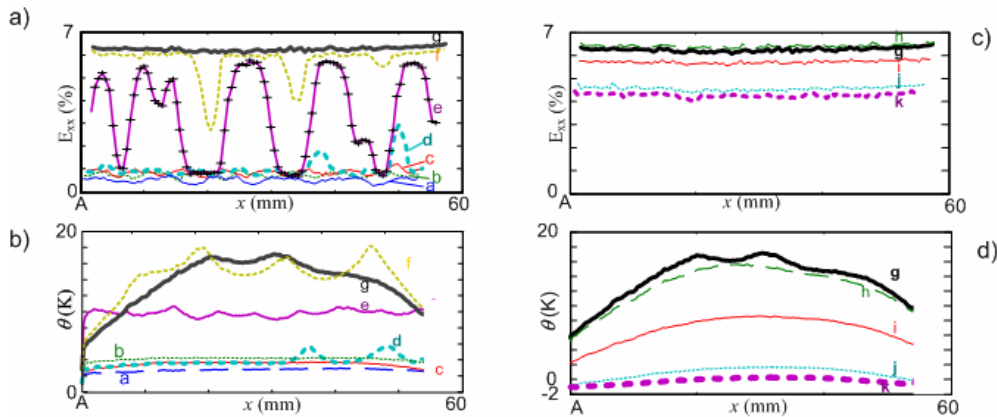 a)
7
g
f
e
d
c
b
a
E_xx (%)
0
A
x (mm)
60
c)
7
h
g
i
j
k
E_xx (%)
0
A
x (mm)
60
b)
20
f
g
e
d
b
c
a
θ (K)
0
A
x (mm)
60
d)
20
g
h
i
j
k
θ (K)
0
-2
A
x (mm)
60